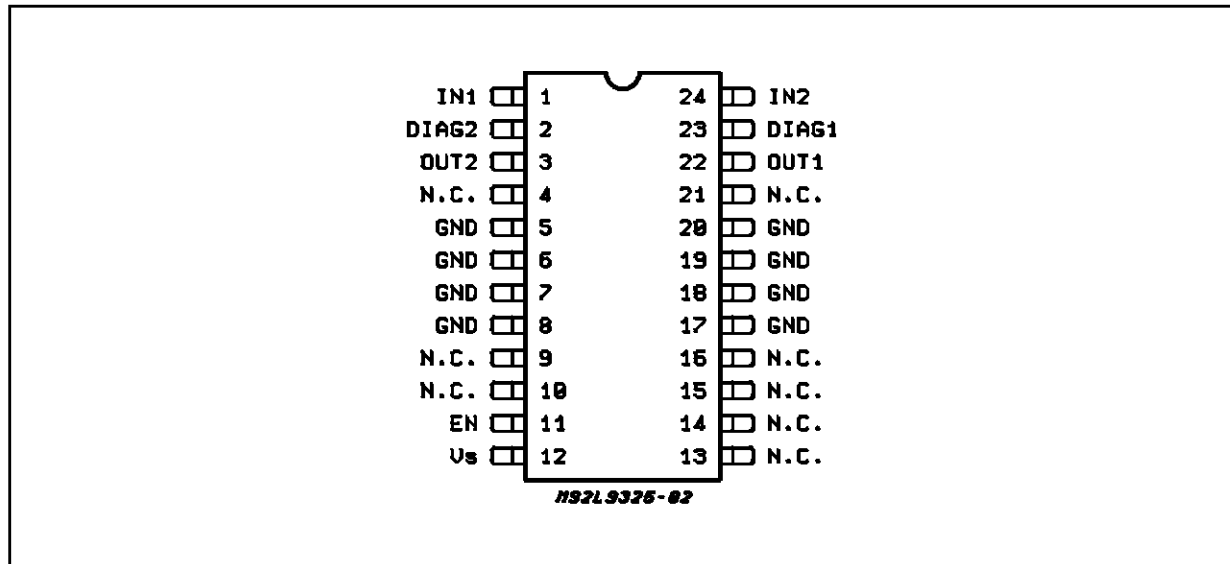 IN1 1 24 IN2
DIAG2 2 23 DIAG1
OUT2 3 22 OUT1
N.C. 4 21 N.C.
GND 5 20 GND
GND 6 19 GND
GND 7 18 GND
GND 8 17 GND
N.C. 9 16 N.C.
N.C. 10 15 N.C.
EN 11 14 N.C.
Vs 12 13 N.C.
M92L9326-02